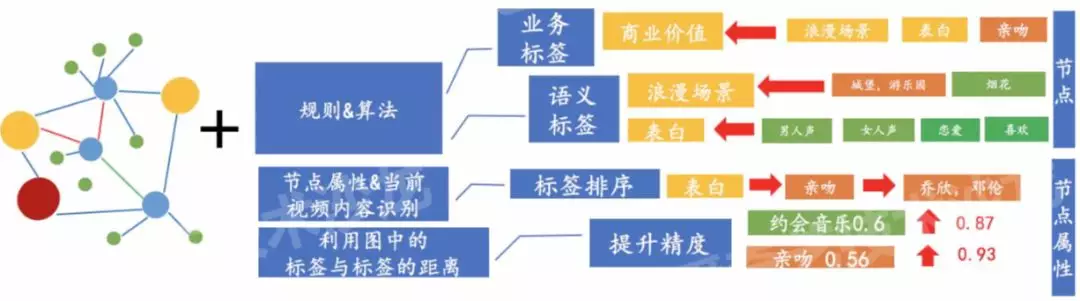 业务
标签
商业价值
浪漫场景
表白
亲吻
节点
规则&算法
语义
标签
浪漫场景
城堡，游乐园
烟花
表白
男人声
女人声
恋爱
喜欢
节点属性&当前
视频内容识别
标签排序
表白
亲吻
乔欣，邓伦
节点属性
利用图中的
标签与标签的距离
提升精度
约会音乐0.6
0.87
亲吻 0.56
0.93